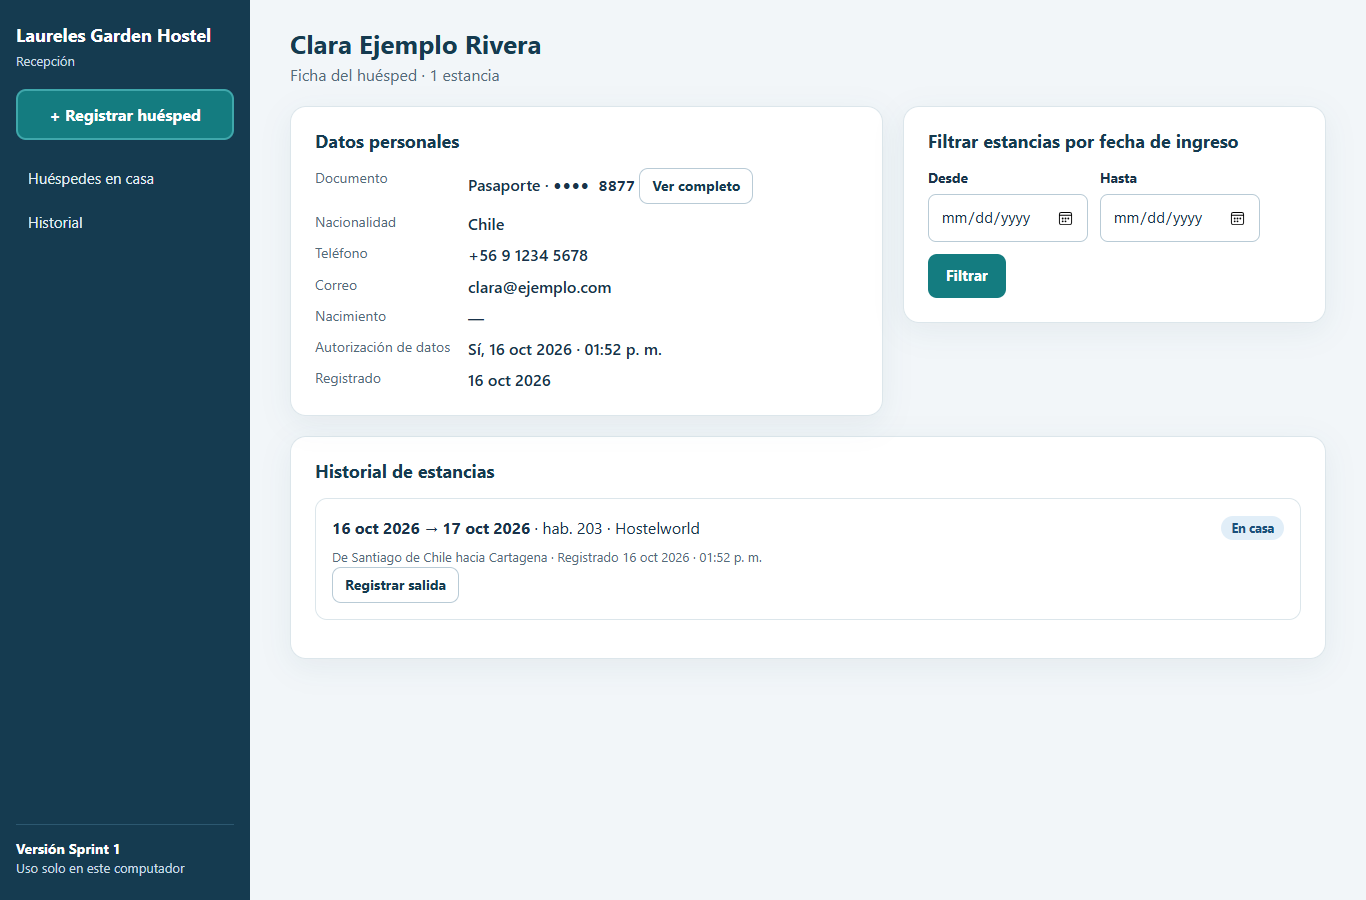 Laureles Garden Hostel
Recepción
+ Registrar huésped
Huéspedes en casa
Historial
Versión Sprint 1
Uso solo en este computador
Clara Ejemplo Rivera
Ficha del huésped · 1 estancia
Datos personales
Documento Pasaporte · •••• 8877 Ver completo
Nacionalidad Chile
Teléfono +56 9 1234 5678
Correo clara@ejemplo.com
Nacimiento —
Autorización de datos Sí, 16 oct 2026 · 01:52 p. m.
Registrado 16 oct 2026
Filtrar estancias por fecha de ingreso
Desde Hasta
mm/dd/yyyy mm/dd/yyyy
Filtrar
Historial de estancias
16 oct 2026 → 17 oct 2026 · hab. 203 · Hostelworld En casa
De Santiago de Chile hacia Cartagena · Registrado 16 oct 2026 · 01:52 p. m.
Registrar salida